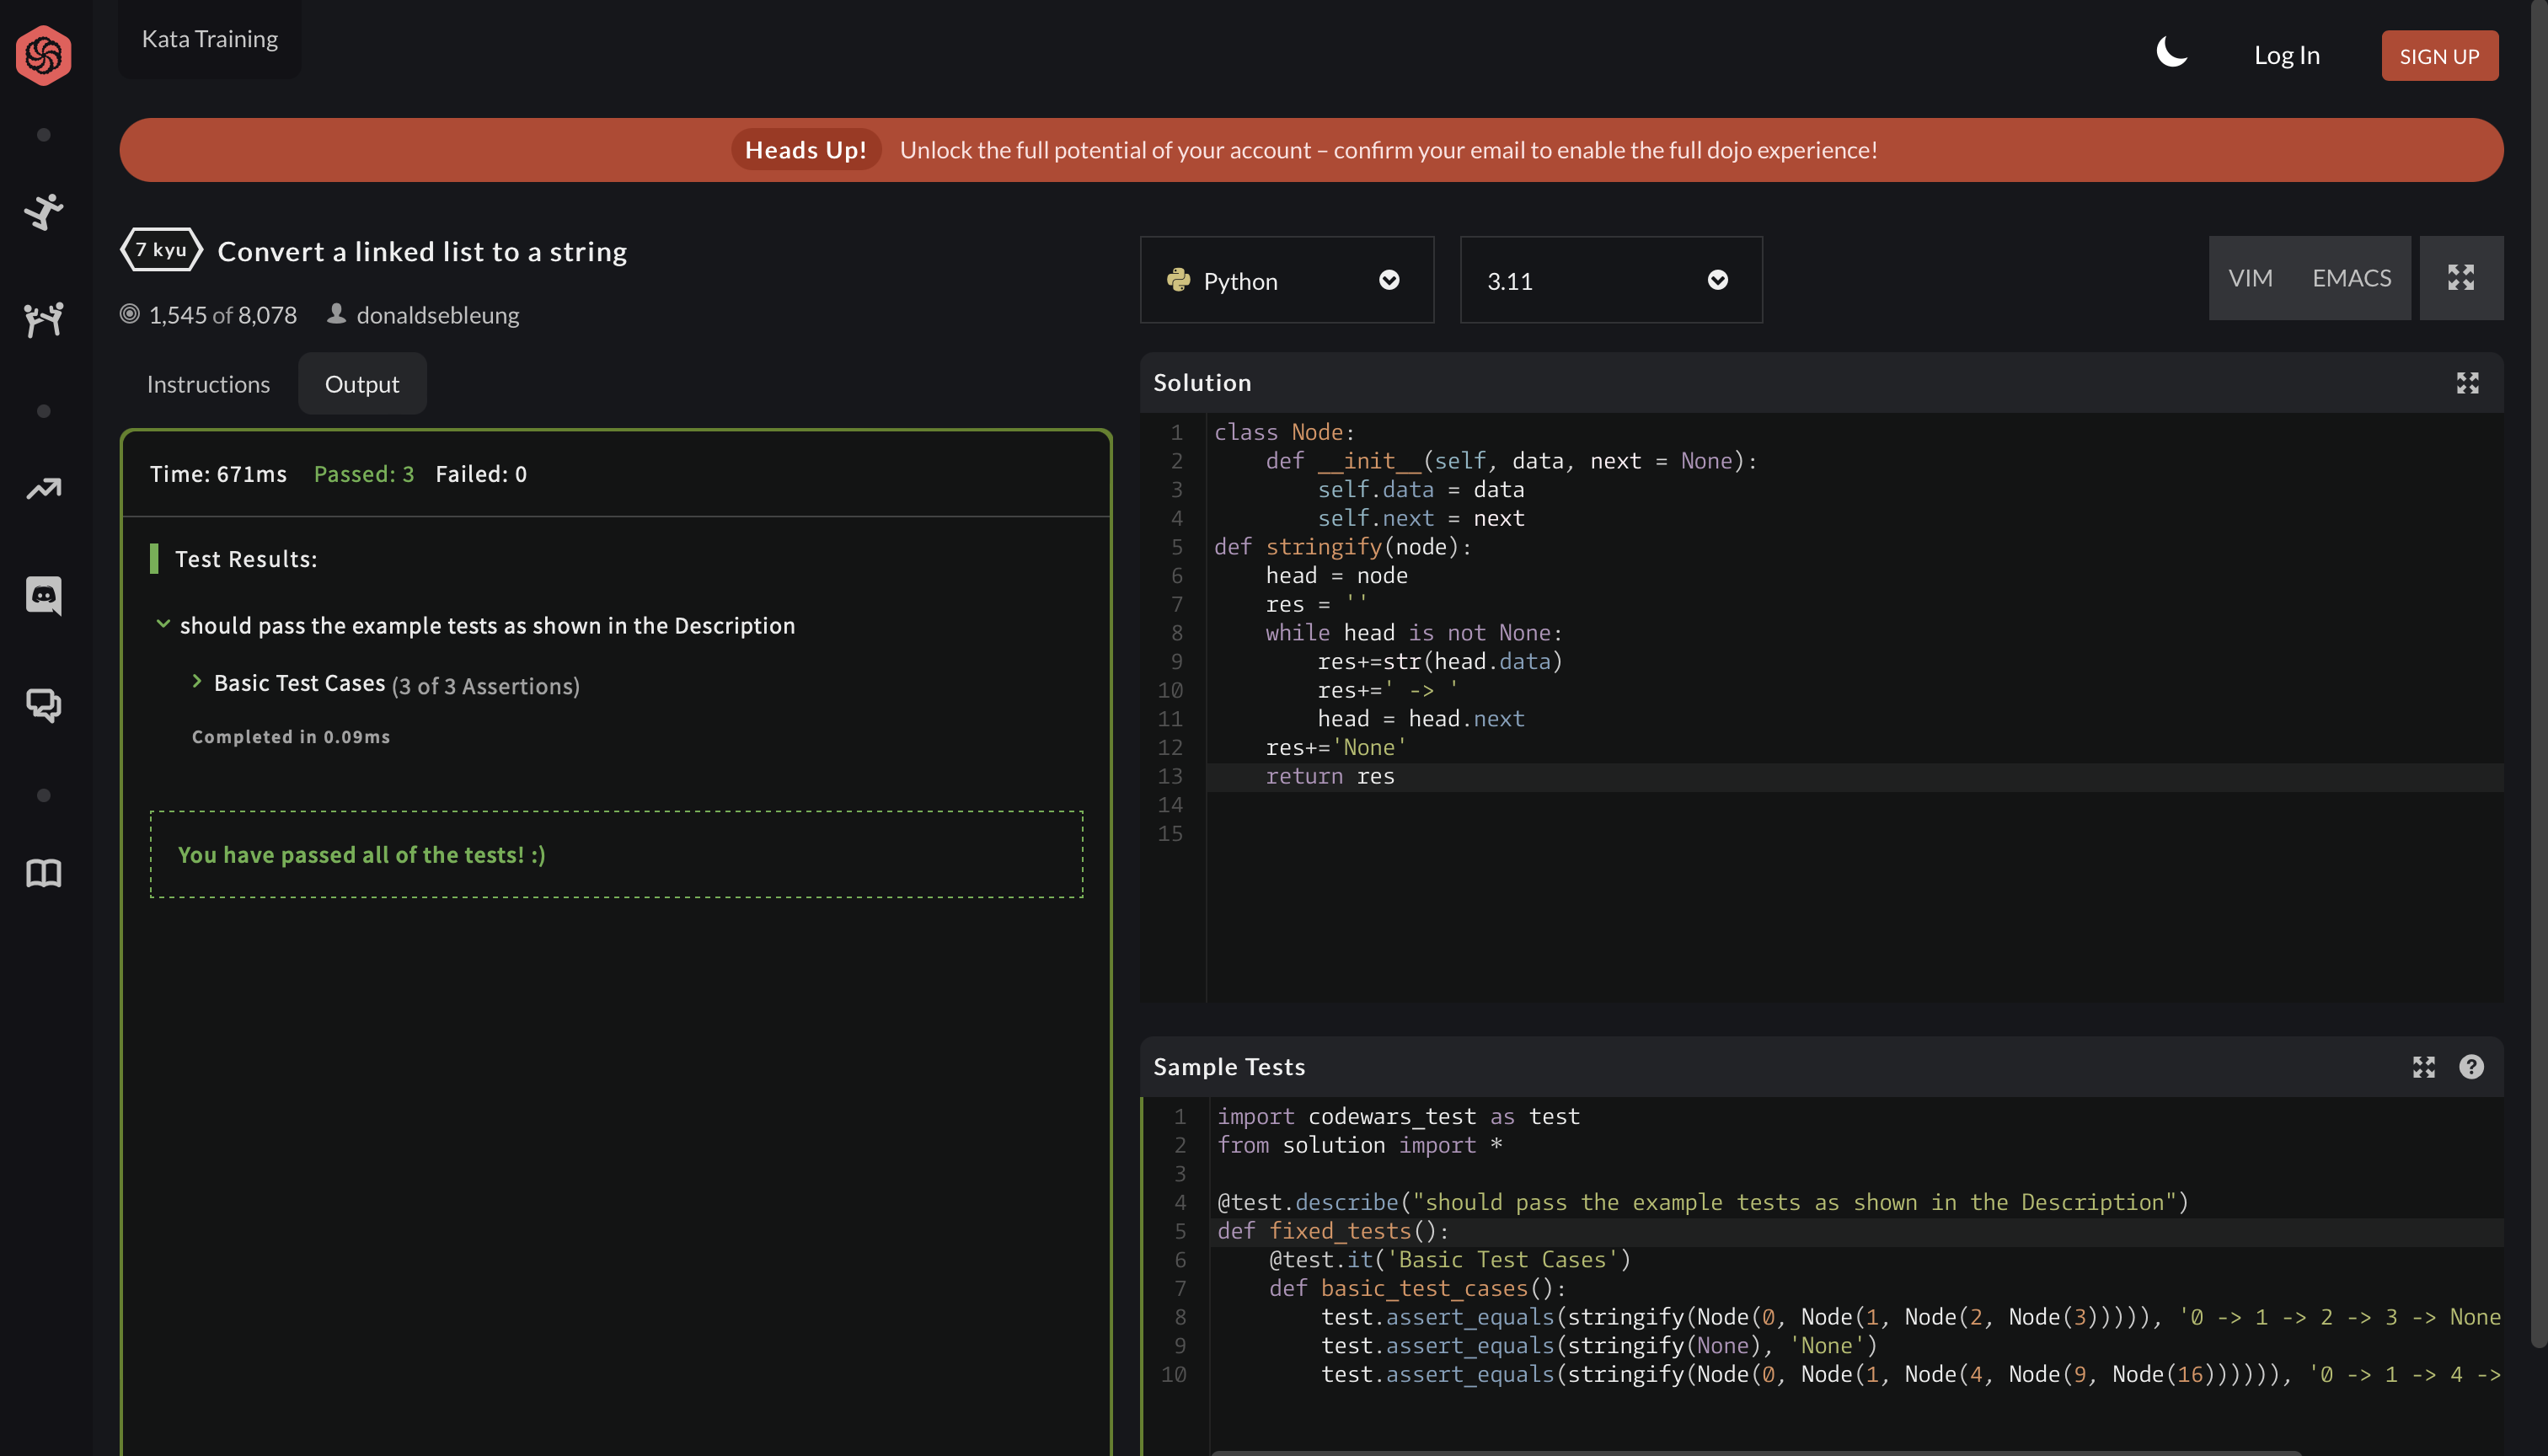 Kata Training
Log In
SIGN UP
Heads Up! Unlock the full potential of your account – confirm your email to enable the full dojo experience!
7 kyu Convert a linked list to a string
1,545 of 8,078 donaldsebleung
Instructions Output
Time: 671ms Passed: 3 Failed: 0
Test Results:
should pass the example tests as shown in the Description
Basic Test Cases (3 of 3 Assertions)
Completed in 0.09ms
You have passed all of the tests! :)
Python 3.11 VIM EMACS
Solution
1 class Node:
2     def __init__(self, data, next = None):
3         self.data = data
4         self.next = next
5 def stringify(node):
6     head = node
7     res = ''
8     while head is not None:
9         res+=str(head.data)
10         res+=' -> '
11         head = head.next
12     res+='None'
13     return res
14
15
Sample Tests
?
1 import codewars_test as test
2 from solution import *
3
4 @test.describe("should pass the example tests as shown in the Description")
5 def fixed_tests():
6     @test.it('Basic Test Cases')
7     def basic_test_cases():
8         test.assert_equals(stringify(Node(0, Node(1, Node(2, Node(3))))), '0 -> 1 -> 2 -> 3 -> None
9         test.assert_equals(stringify(None), 'None')
10         test.assert_equals(stringify(Node(0, Node(1, Node(4, Node(9, Node(16)))))), '0 -> 1 -> 4 ->